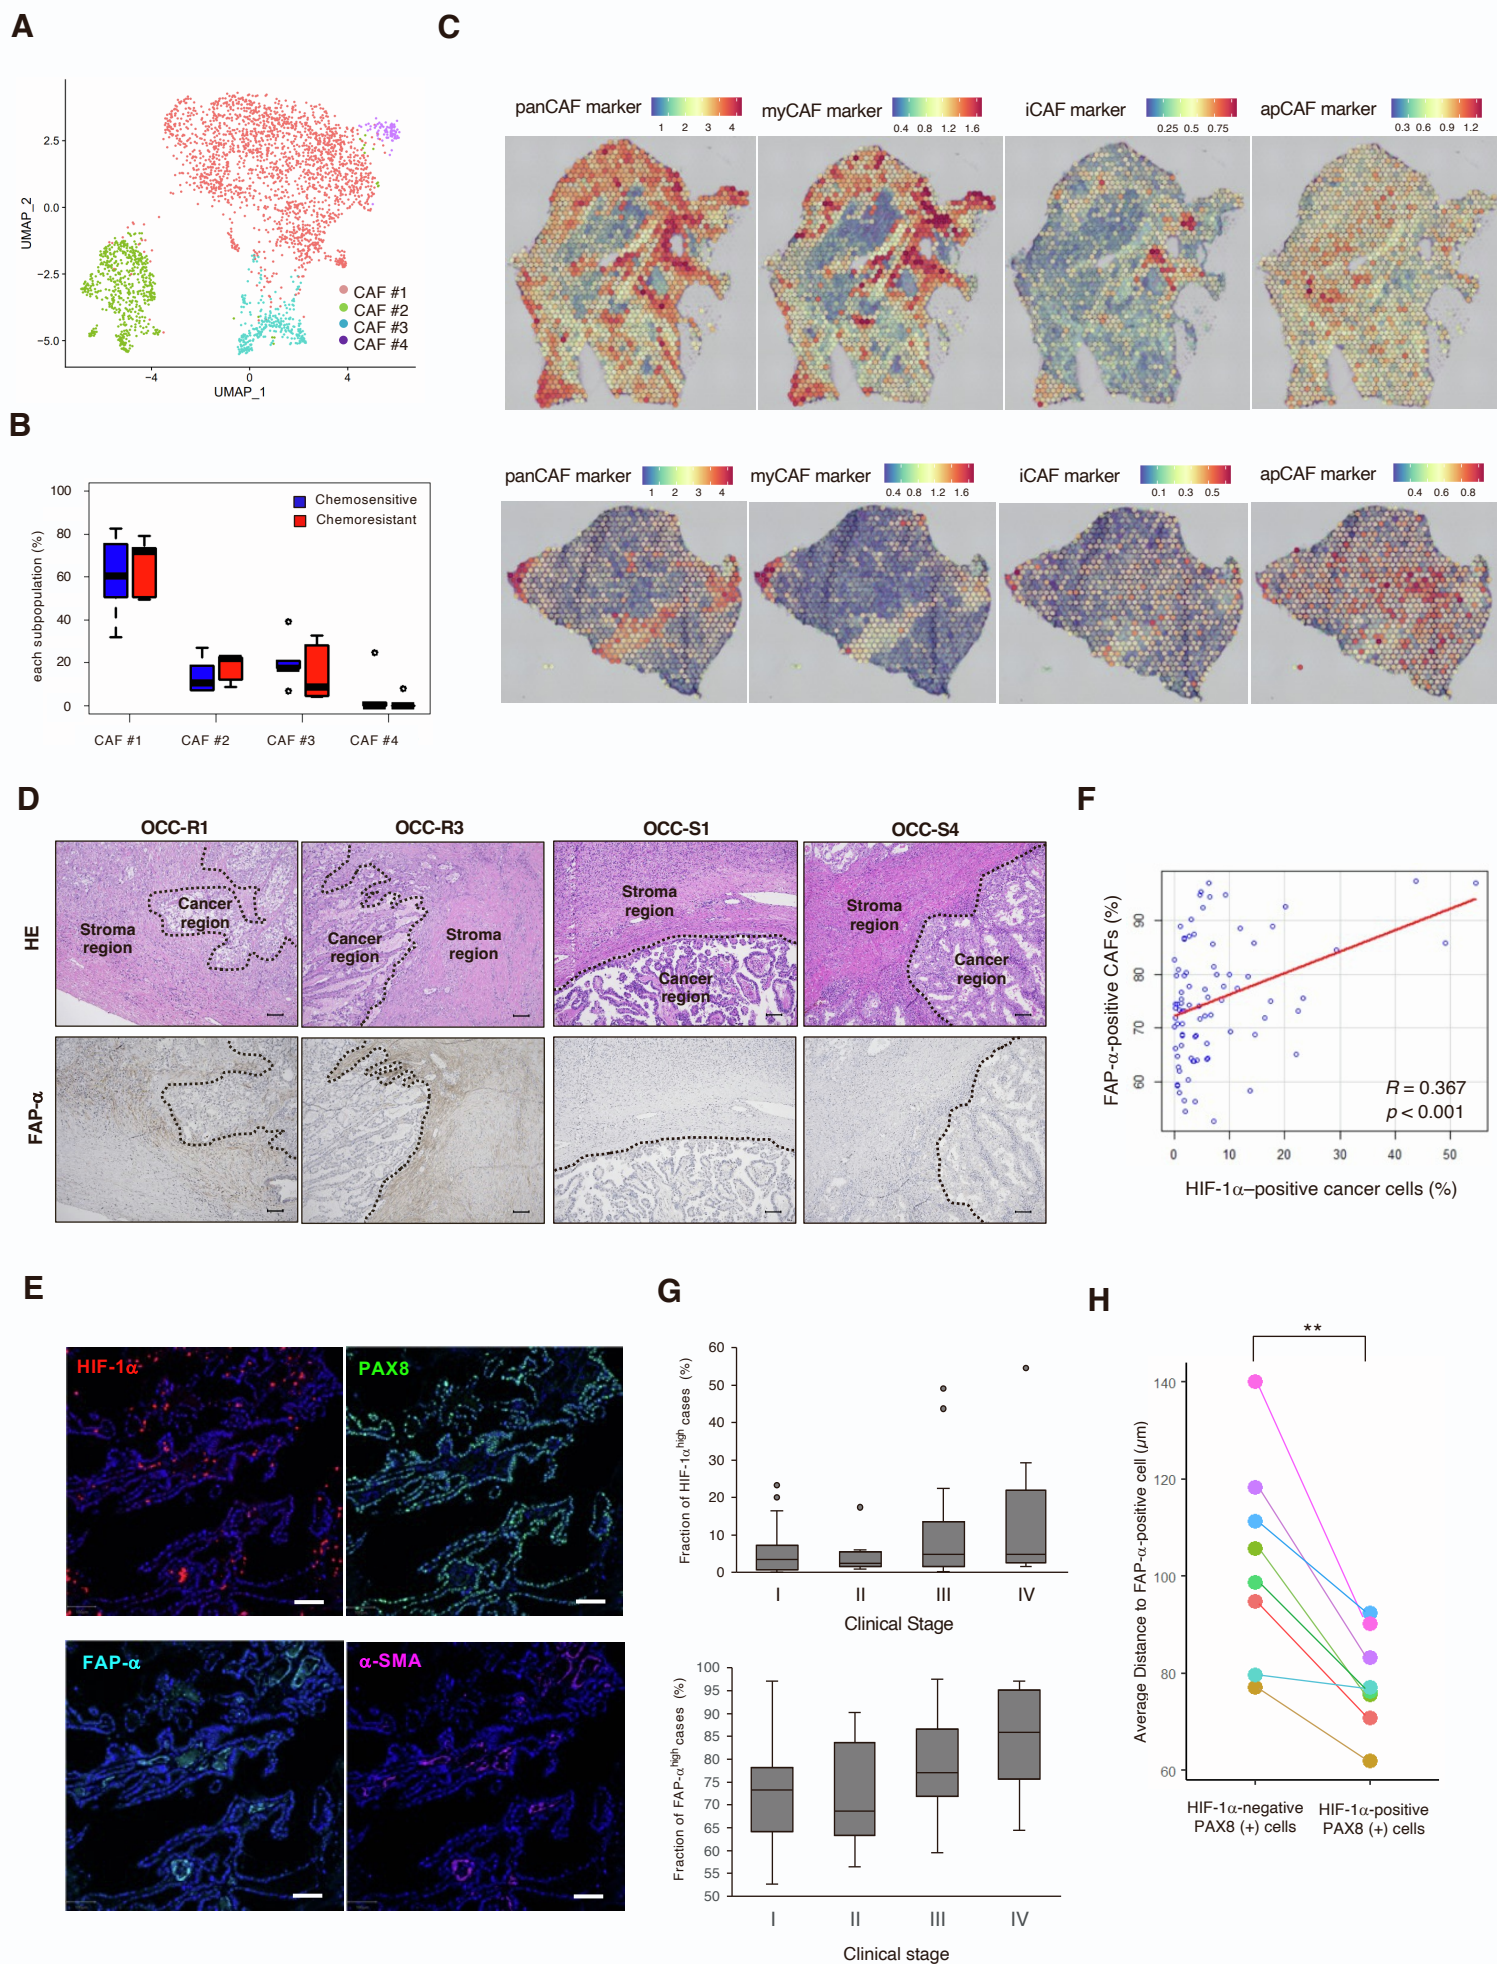 A
2.5
0.0
−2.5
−5.0
UMAP_2
−4
0
4
UMAP_1
CAF #1
CAF #2
CAF #3
CAF #4
B
100
80
60
40
20
0
each subpopulation (%)
Chemosensitive
Chemoresistant
CAF #1
CAF #2
CAF #3
CAF #4
C
panCAF marker
1 2 3 4
myCAF marker
0.4 0.8 1.2 1.6
iCAF marker
0.25 0.5 0.75
apCAF marker
0.3 0.6 0.9 1.2
panCAF marker
1 2 3 4
myCAF marker
0.4 0.8 1.2 1.6
iCAF marker
0.1 0.3 0.5
apCAF marker
0.4 0.6 0.8
D
OCC-R1
OCC-R3
OCC-S1
OCC-S4
HE
Stroma
region
Cancer
region
Cancer
region
Stroma
region
Stroma
region
Cancer
region
Stroma
region
Cancer
region
FAP-α
E
HIF-1α
PAX8
FAP-α
α-SMA
F
FAP-α-positive CAFs (%)
90
80
70
60
R = 0.367
p < 0.001
0 10 20 30 40 50
HIF-1α–positive cancer cells (%)
G
Fraction of HIF-1αhigh cases (%)
60
50
40
30
20
10
0
I II III IV
Clinical Stage
Fraction of FAP-αhigh cases (%)
100
95
90
85
80
75
70
65
60
55
50
I II III IV
Clinical stage
H
**
Average Distance to FAP-α-positive cell (µm)
140
120
100
80
60
HIF-1α-negative
PAX8 (+) cells
HIF-1α-positive
PAX8 (+) cells